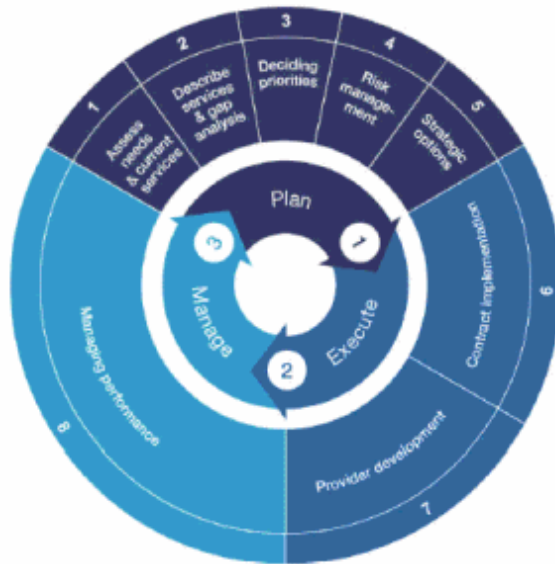 1
Assess
needs
& current
services
2
Describe
services
& gap
analysis
3
Deciding
priorities
4
Risk
manage-
ment
5
Strategic
options
6
Contract implementation
7
Provider development
8
Managing performance
Plan
1
Execute
2
Manage
3